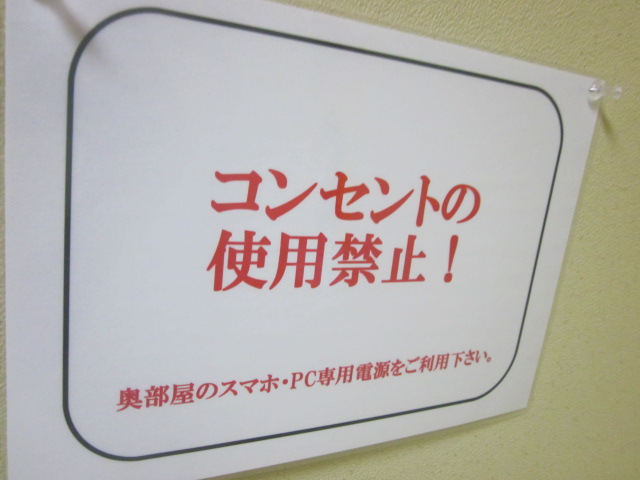 コンセントの
使用禁止！
奥部屋のスマホ・PC専用電源をご利用下さい。